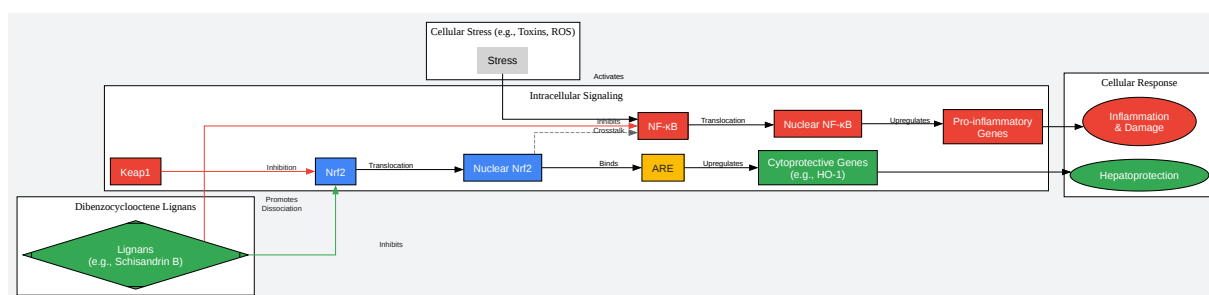 Cellular Stress (e.g., Toxins, ROS)
Stress
Activates
Intracellular Signaling
Cellular Response
NF-κB
Translocation
Nuclear NF-κB
Upregulates
Pro-inflammatory
Genes
Inflammation
& Damage
Inhibits
Crosstalk
Keap1
Inhibition
Nrf2
Translocation
Nuclear Nrf2
Binds
ARE
Upregulates
Cytoprotective Genes
(e.g., HO-1)
Hepatoprotection
Promotes
Dissociation
Dibenzocyclooctene Lignans
Lignans
(e.g., Schisandrin B)
Inhibits